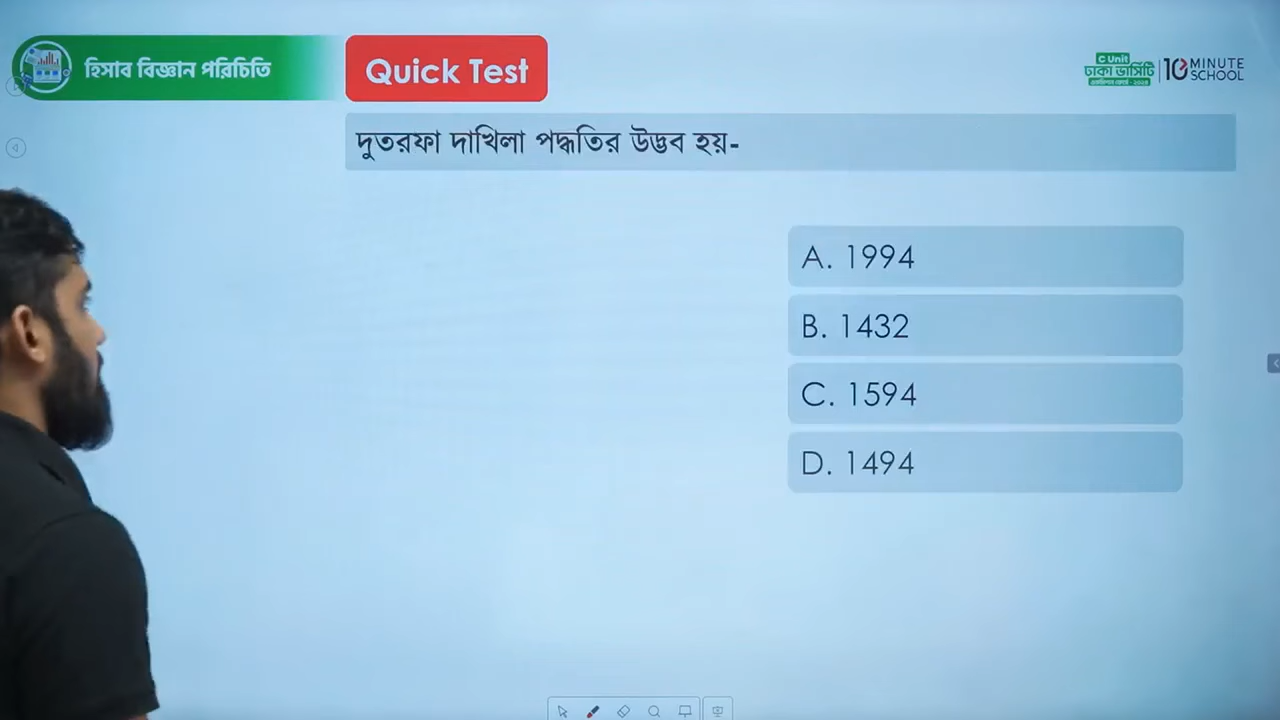 হিসাব বিজ্ঞান পরিচিতি
Quick Test
C Unit
ঢাকা ভার্সিটি
10 MINUTE SCHOOL
দুতরফা দাখিলা পদ্ধতির উদ্ভব হয়-
A. 1994
B. 1432
C. 1594
D. 1494